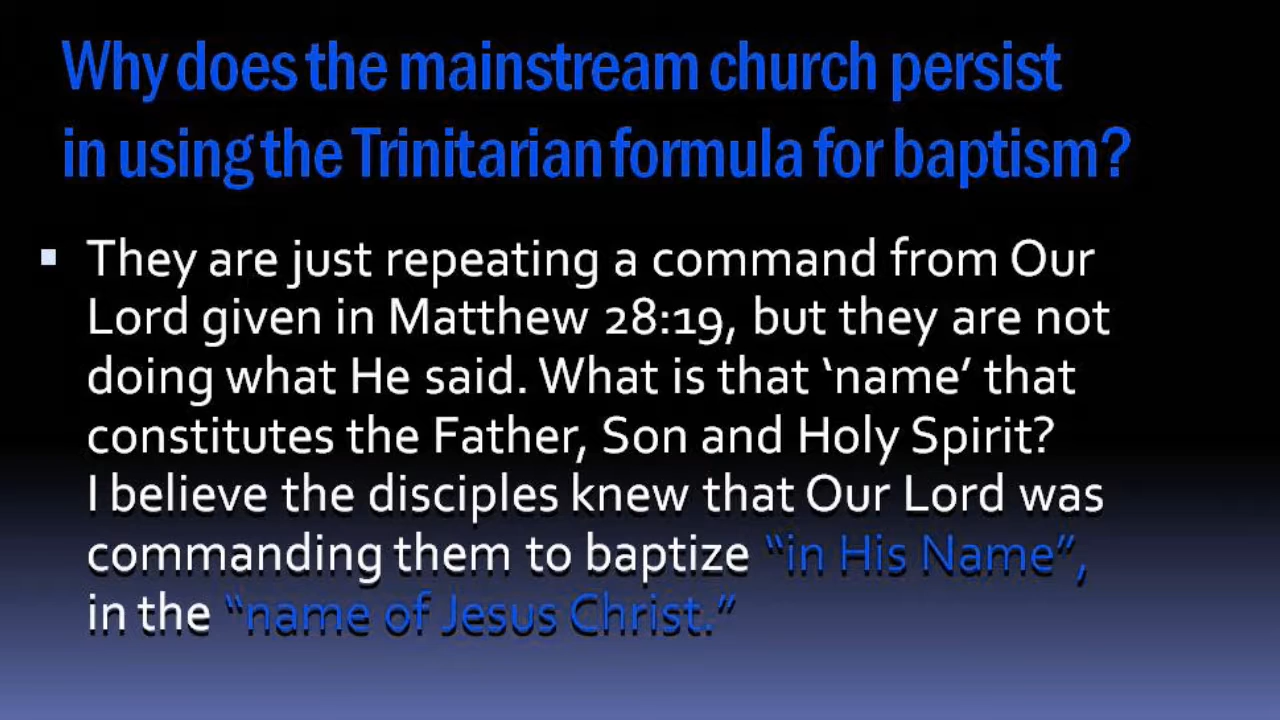 Why does the mainstream church persist
in using the Trinitarian formula for baptism?
▪ They are just repeating a command from Our
Lord given in Matthew 28:19, but they are not
doing what He said. What is that ‘name’ that
constitutes the Father, Son and Holy Spirit?
I believe the disciples knew that Our Lord was
commanding them to baptize “in His Name”,
in the “name of Jesus Christ.”